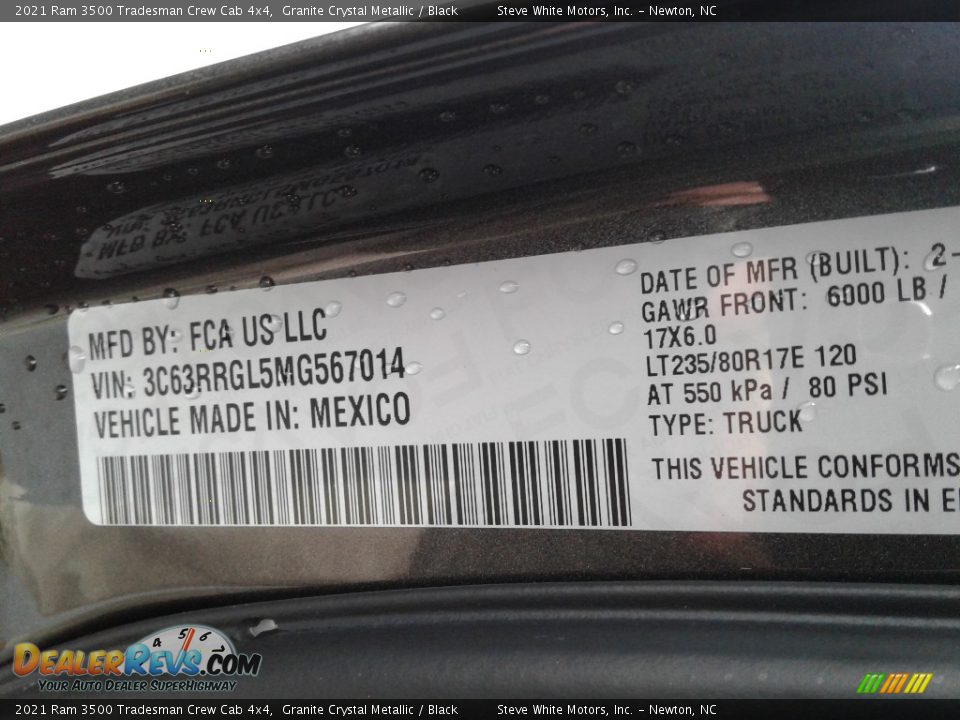 2021 Ram 3500 Tradesman Crew Cab 4x4, Granite Crystal Metallic / Black Steve White Motors, Inc. - Newton, NC
MFD BY: FCA US LLC
VIN: 3C63RRGL5MG567014
VEHICLE MADE IN: MEXICO
DATE OF MFR (BUILT): 2-
GAWR FRONT: 6000 LB /
17X6.0
LT235/80R17E 120
AT 550 kPa / 80 PSI
TYPE: TRUCK
THIS VEHICLE CONFORMS
STANDARDS IN
4 5 6
DealerRevs.com
Your Auto Dealer SuperHighway
2021 Ram 3500 Tradesman Crew Cab 4x4, Granite Crystal Metallic / Black Steve White Motors, Inc. - Newton, NC